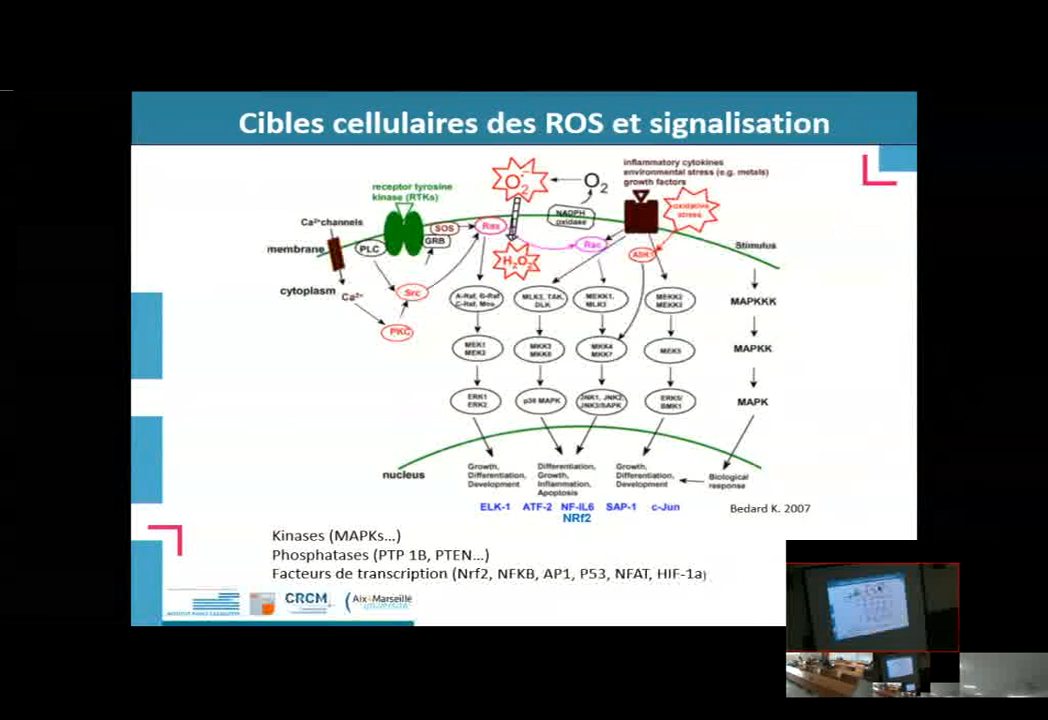 Cibles cellulaires des ROS et signalisation
inflammatory cytokines
environmental stress (e.g. metals)
growth factors
receptor tyrosine
kinase (RTKs)
O₂⁻
O₂
NADPH
oxidase
oxidative
stress
Ca²⁺channels
SOS
Ras
GRB
PLC
membrane
Rac
ASK1
Stimulus
H₂O₂
cytoplasm
Ca²⁺
Src
PKC
A-Raf, B-Raf
C-Raf, Mos
MLK3, TAK,
DLK
MEKK1,
MLK3
MEKK2
MEKK3
MAPKKK
MEK1
MEK2
MKK3
MKK6
MKK4
MKK7
MEK5
MAPKK
ERK1
ERK2
p38 MAPK
JNK1, JNK2,
JNK3/SAPK
ERK5/
BMK1
MAPK
nucleus
Growth,
Differentiation,
Development
Differentiation,
Growth,
Inflammation,
Apoptosis
Growth,
Differentiation,
Development
Biological
response
ELK-1 ATF-2 NF-IL6 SAP-1 c-Jun
NRf2
Bedard K. 2007
Kinases (MAPKs...)
Phosphatases (PTP 1B, PTEN...)
Facteurs de transcription (Nrf2, NFKB, AP1, P53, NFAT, HIF-1a)
CRCM
Aix*Marseille
université